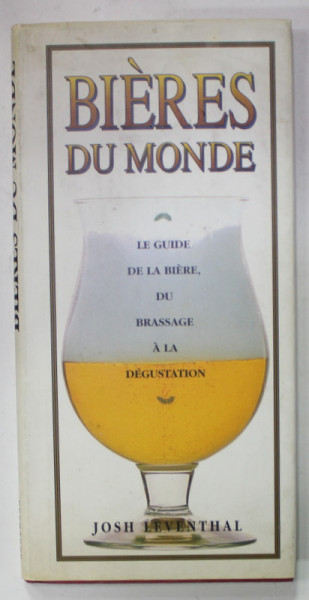 BIÈRES
DU MONDE
LE GUIDE
DE LA BIÈRE,
DU
BRASSAGE
À LA
DÉGUSTATION
JOSH LEVENTHAL
BIÈRES DU MONDE